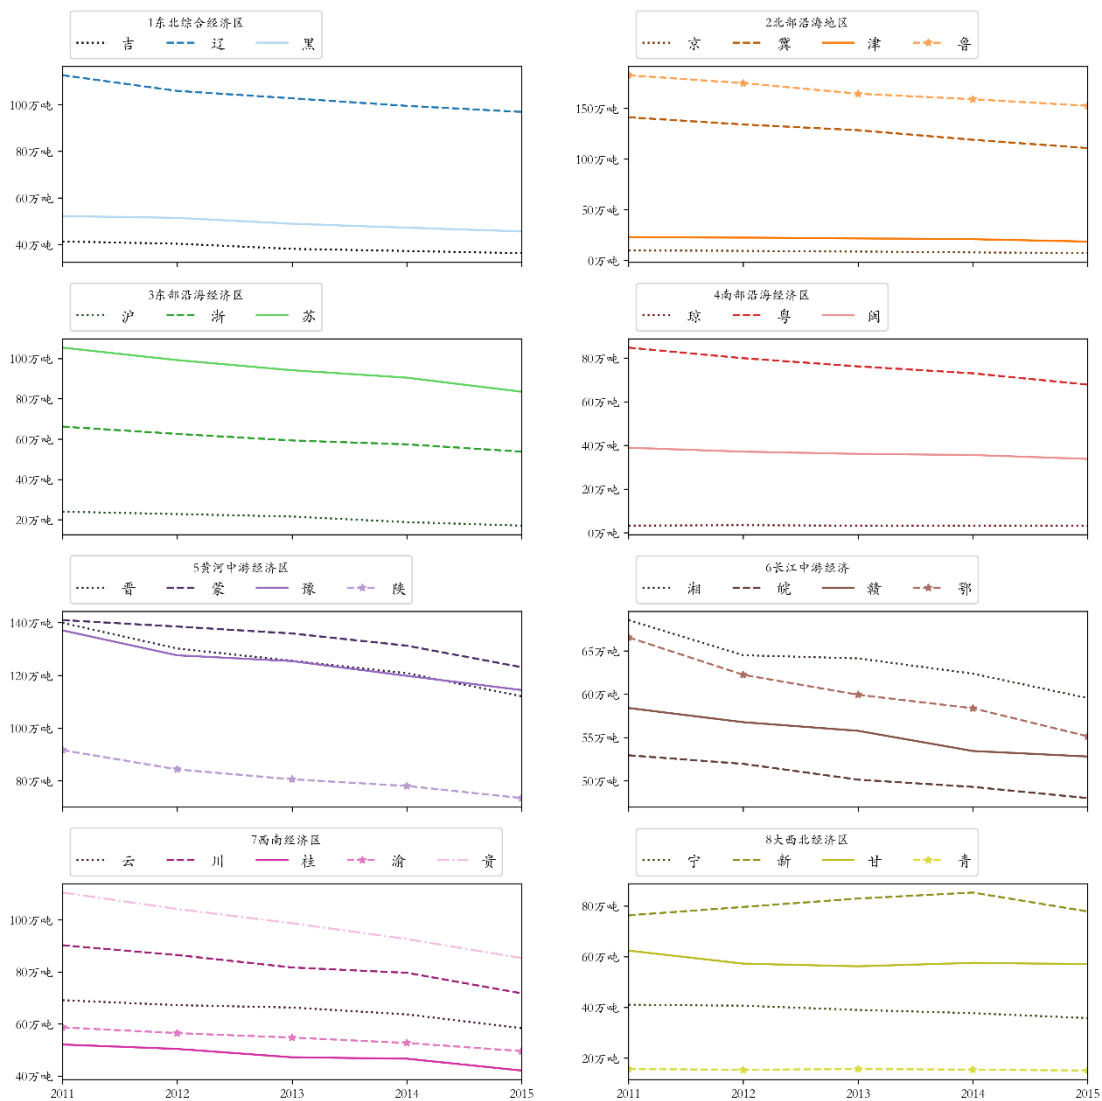 1东北综合经济区
吉 辽 黑
100万吨
80万吨
60万吨
40万吨
2北部沿海地区
京 冀 津 鲁
150万吨
100万吨
50万吨
0万吨
3东部沿海经济区
沪 浙 苏
100万吨
80万吨
60万吨
40万吨
20万吨
4南部沿海经济区
琼 粤 闽
80万吨
60万吨
40万吨
20万吨
0万吨
5黄河中游经济区
晋 蒙 豫 陕
140万吨
120万吨
100万吨
80万吨
6长江中游经济
湘 皖 赣 鄂
65万吨
60万吨
55万吨
50万吨
7西南经济区
云 川 桂 渝 贵
100万吨
80万吨
60万吨
40万吨
2011 2012 2013 2014 2015
8大西北经济区
宁 新 甘 青
80万吨
60万吨
40万吨
20万吨
2011 2012 2013 2014 2015